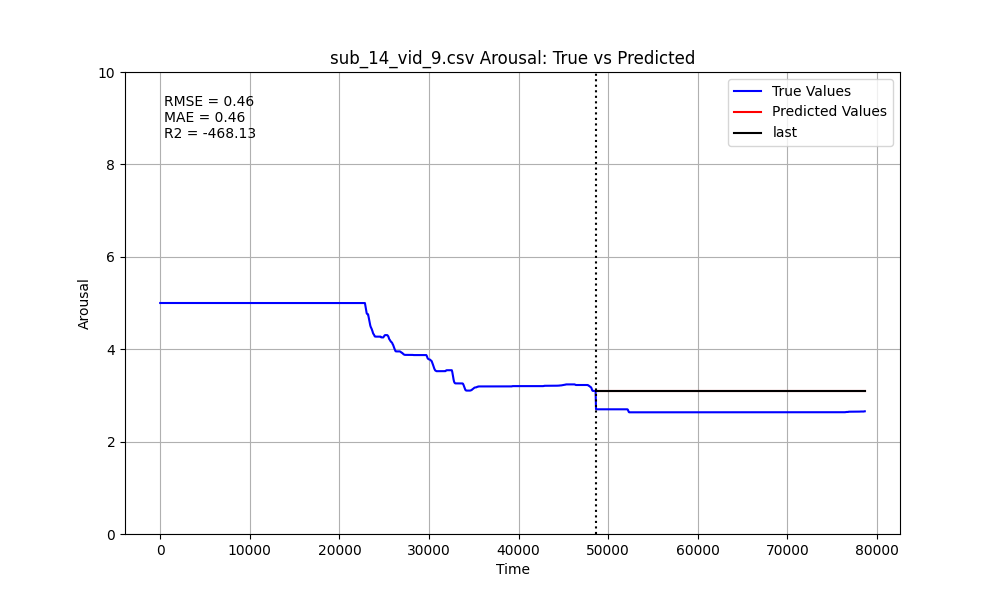 sub_14_vid_9.csv Arousal: True vs Predicted
RMSE = 0.46
MAE = 0.46
R2 = -468.13
True Values
Predicted Values
last
10
8
6
4
2
0
Arousal
0
10000
20000
30000
40000
50000
60000
70000
80000
Time